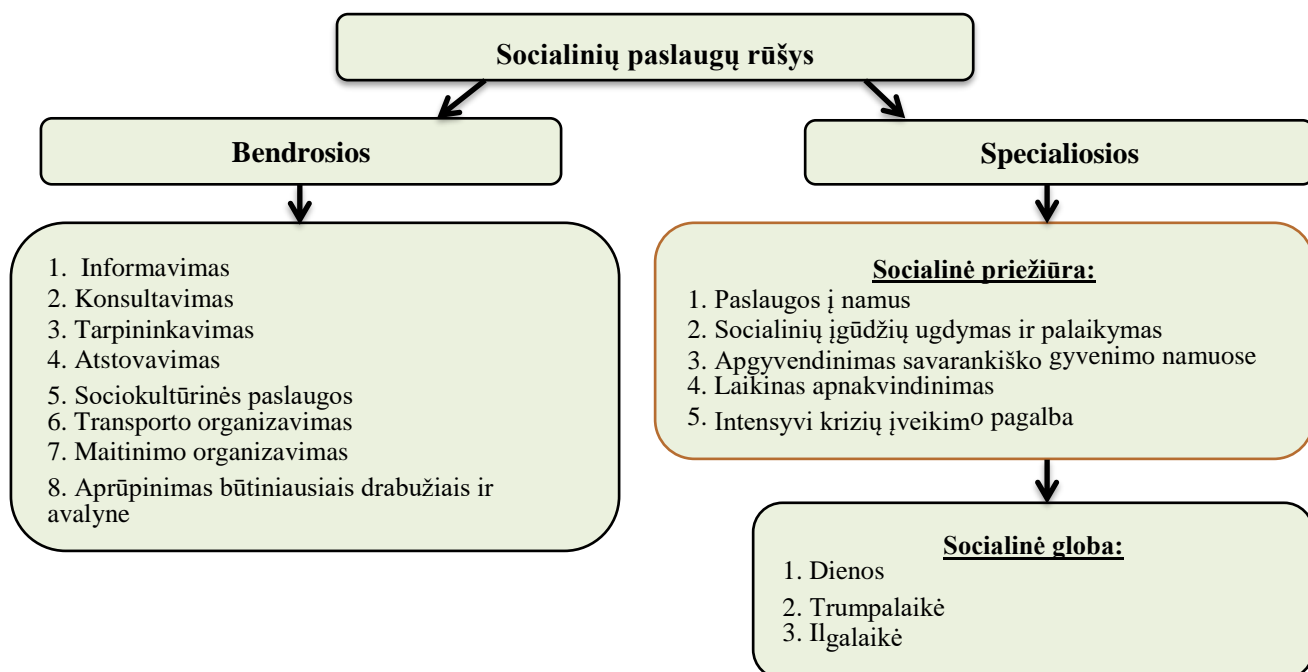 Socialinių paslaugų rūšys
Bendrosios
Specialiosios
1. Informavimas
2. Konsultavimas
3. Tarpininkavimas
4. Atstovavimas
5. Sociokultūrinės paslaugos
6. Transporto organizavimas
7. Maitinimo organizavimas
8. Aprūpinimas būtiniausiais drabužiais ir
avalyne
Socialinė priežiūra:
1. Paslaugos į namus
2. Socialinių įgūdžių ugdymas ir palaikymas
3. Apgyvendinimas savarankiško gyvenimo namuose
4. Laikinas apnakvindinimas
5. Intensyvi krizių įveikimo pagalba
Socialinė globa:
1. Dienos
2. Trumpalaikė
3. Ilgalaikė